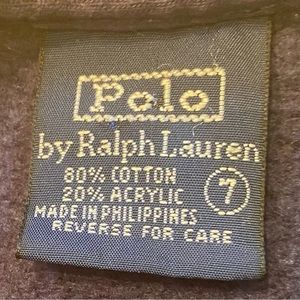 Polo
by Ralph Lauren
80% COTTON
20% ACRYLIC 7
MADE IN PHILIPPINES
REVERSE FOR CARE